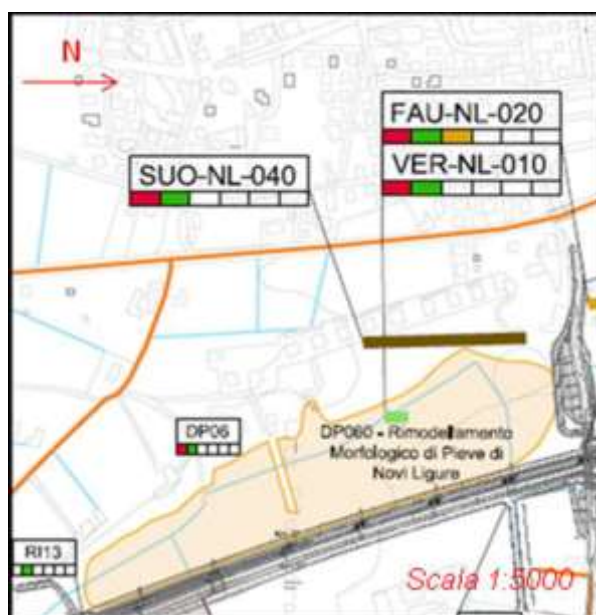 N
FAU-NL-020
VER-NL-010
SUO-NL-040
DP06
DP060 - Rimodellamento
Morfologico di Pieve di
Novi Ligure
RI13
Scala 1:5000